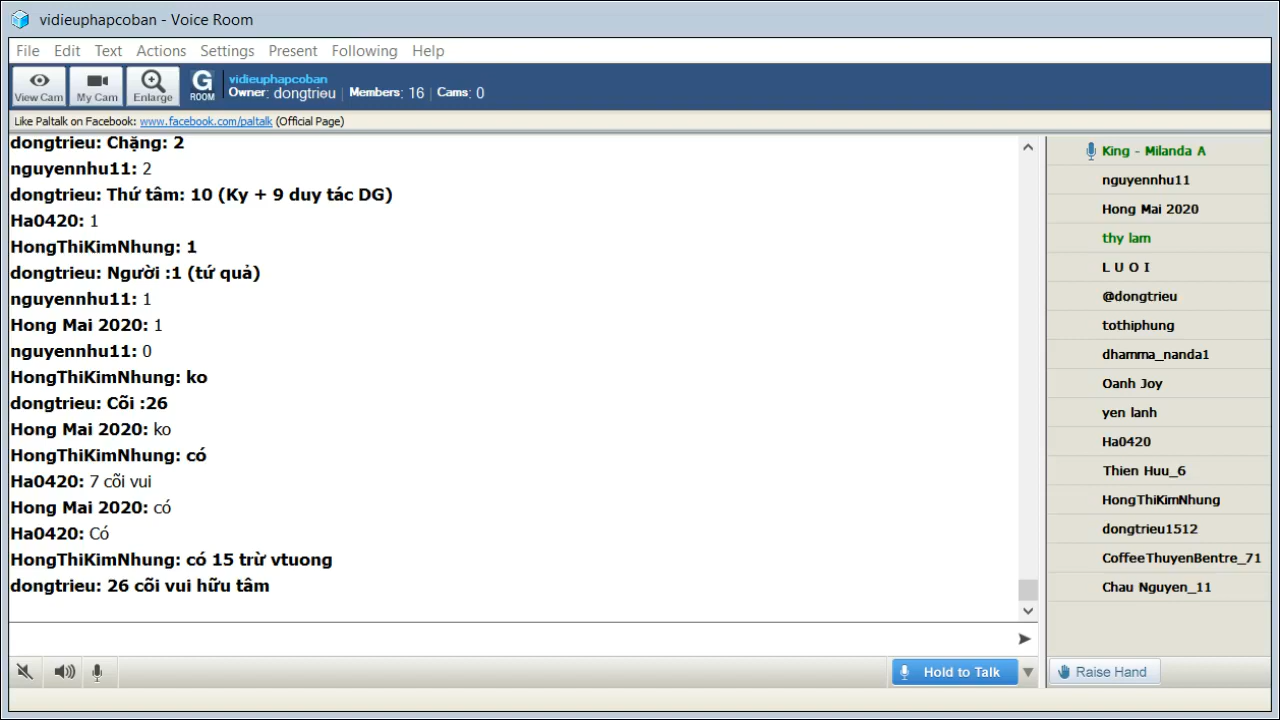 vidieuphapcoban - Voice Room
File Edit Text Actions Settings Present Following Help
View Cam
My Cam
Enlarge
G ROOM
vidieuphapcoban
Owner: dongtrieu | Members: 16 | Cams: 0
Like Paltalk on Facebook: www.facebook.com/paltalk (Official Page)
dongtrieu: Chặng: 2
nguyennhu11: 2
dongtrieu: Thứ tâm: 10 (Ky + 9 duy tác DG)
Ha0420: 1
HongThiKimNhung: 1
dongtrieu: Người :1 (tứ quả)
nguyennhu11: 1
Hong Mai 2020: 1
nguyennhu11: 0
HongThiKimNhung: ko
dongtrieu: Cõi :26
Hong Mai 2020: ko
HongThiKimNhung: có
Ha0420: 7 cõi vui
Hong Mai 2020: có
Ha0420: Có
HongThiKimNhung: có 15 trừ vtuong
dongtrieu: 26 cõi vui hữu tâm
King - Milanda A
nguyennhu11
Hong Mai 2020
thy lam
L U O I
@dongtrieu
tothiphung
dhamma_nanda1
Oanh Joy
yen lanh
Ha0420
Thien Huu_6
HongThiKimNhung
dongtrieu1512
CoffeeThuyenBentre_71
Chau Nguyen_11
Hold to Talk
Raise Hand